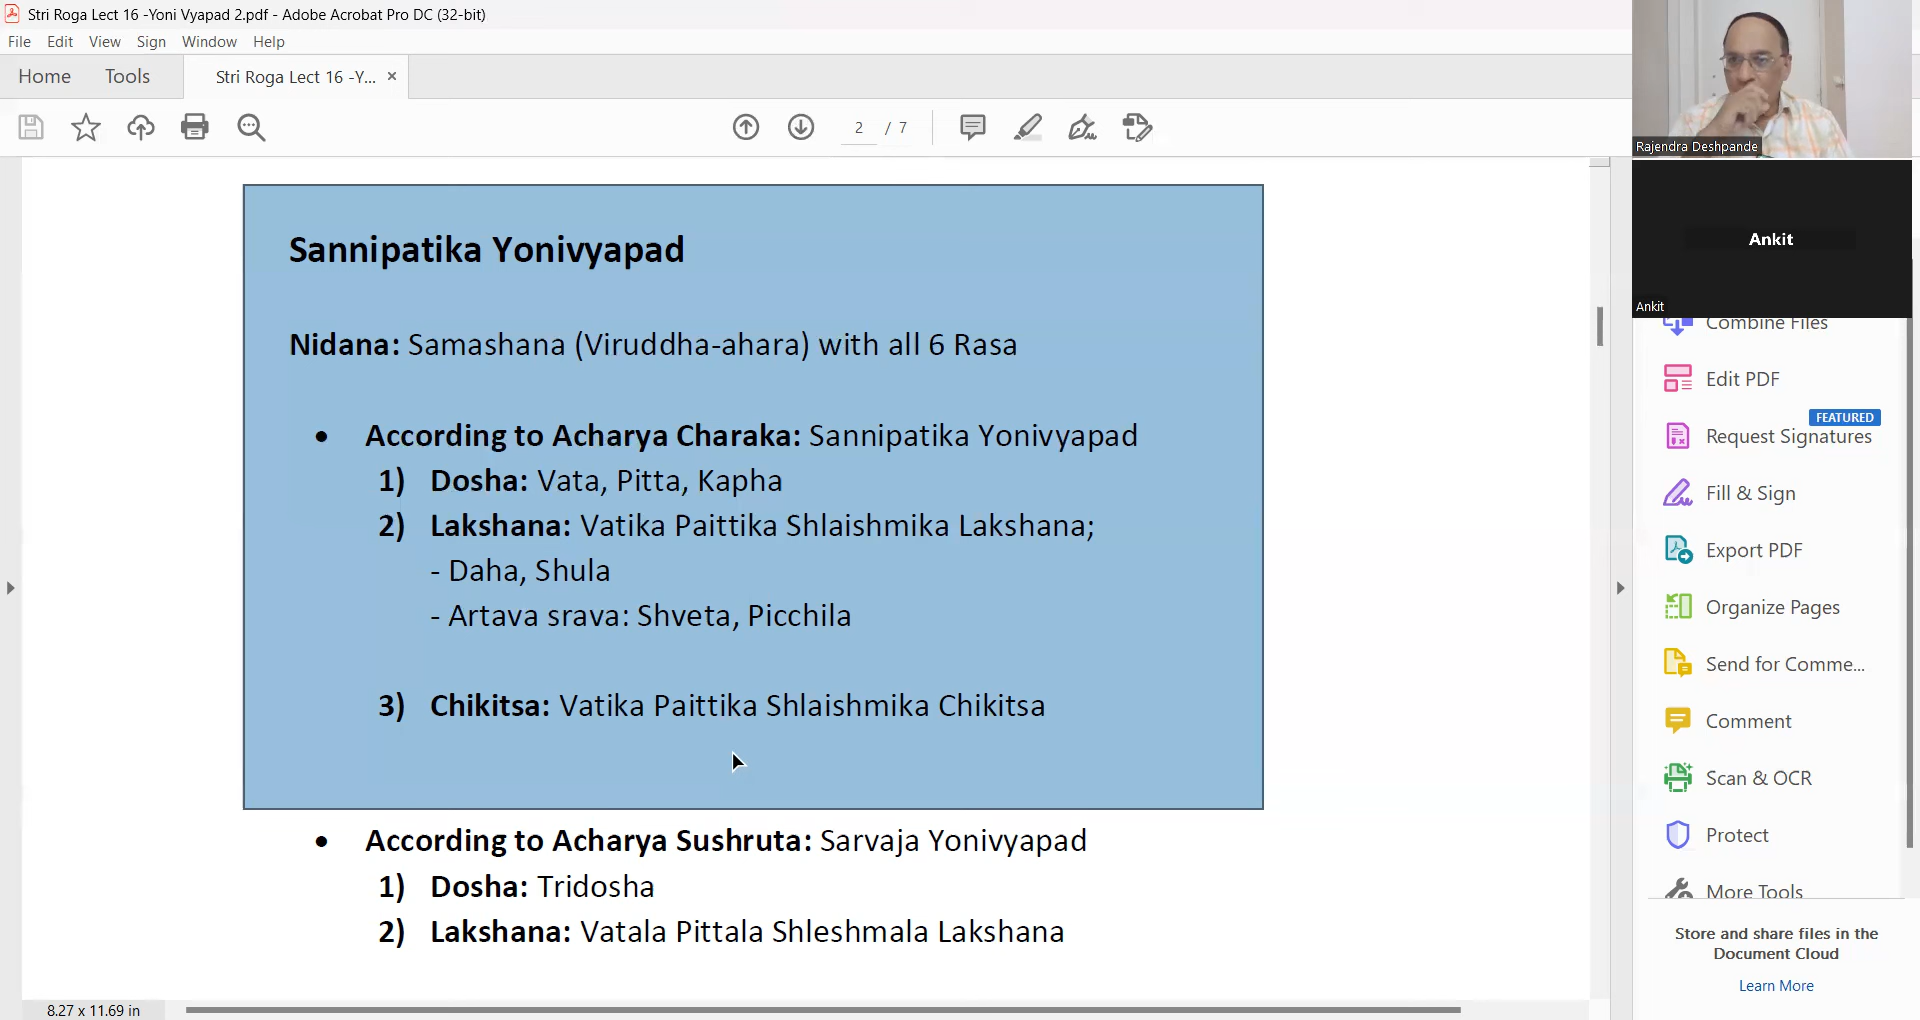 Stri Roga Lect 16 -Yoni Vyapad 2.pdf - Adobe Acrobat Pro DC (32-bit)
File Edit View Sign Window Help
Home Tools Stri Roga Lect 16 -Y... ×
2 / 7
Rajendra Deshpande
Ankit
Ankit
Sannipatika Yonivyapad
Nidana: Samashana (Viruddha-ahara) with all 6 Rasa
• According to Acharya Charaka: Sannipatika Yonivyapad
1) Dosha: Vata, Pitta, Kapha
2) Lakshana: Vatika Paittika Shlaishmika Lakshana;
- Daha, Shula
- Artava srava: Shveta, Picchila
3) Chikitsa: Vatika Paittika Shlaishmika Chikitsa
• According to Acharya Sushruta: Sarvaja Yonivyapad
1) Dosha: Tridosha
2) Lakshana: Vatala Pittala Shleshmala Lakshana
Combine Files
Edit PDF
FEATURED
Request Signatures
Fill & Sign
Export PDF
Organize Pages
Send for Comme...
Comment
Scan & OCR
Protect
More Tools
Store and share files in the
Document Cloud
Learn More
8.27 x 11.69 in